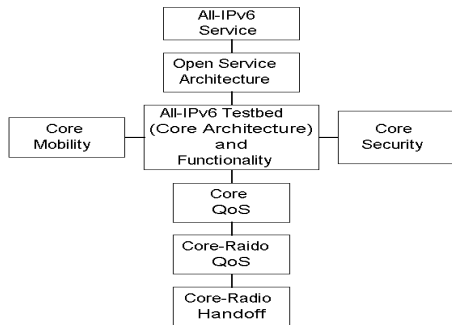 All-IPv6
Service
Open Service
Architecture
All-IPv6 Testbed
(Core Architecture)
and
Functionality
Core
Mobility
Core
Security
Core
QoS
Core-Raido
QoS
Core-Radio
Handoff